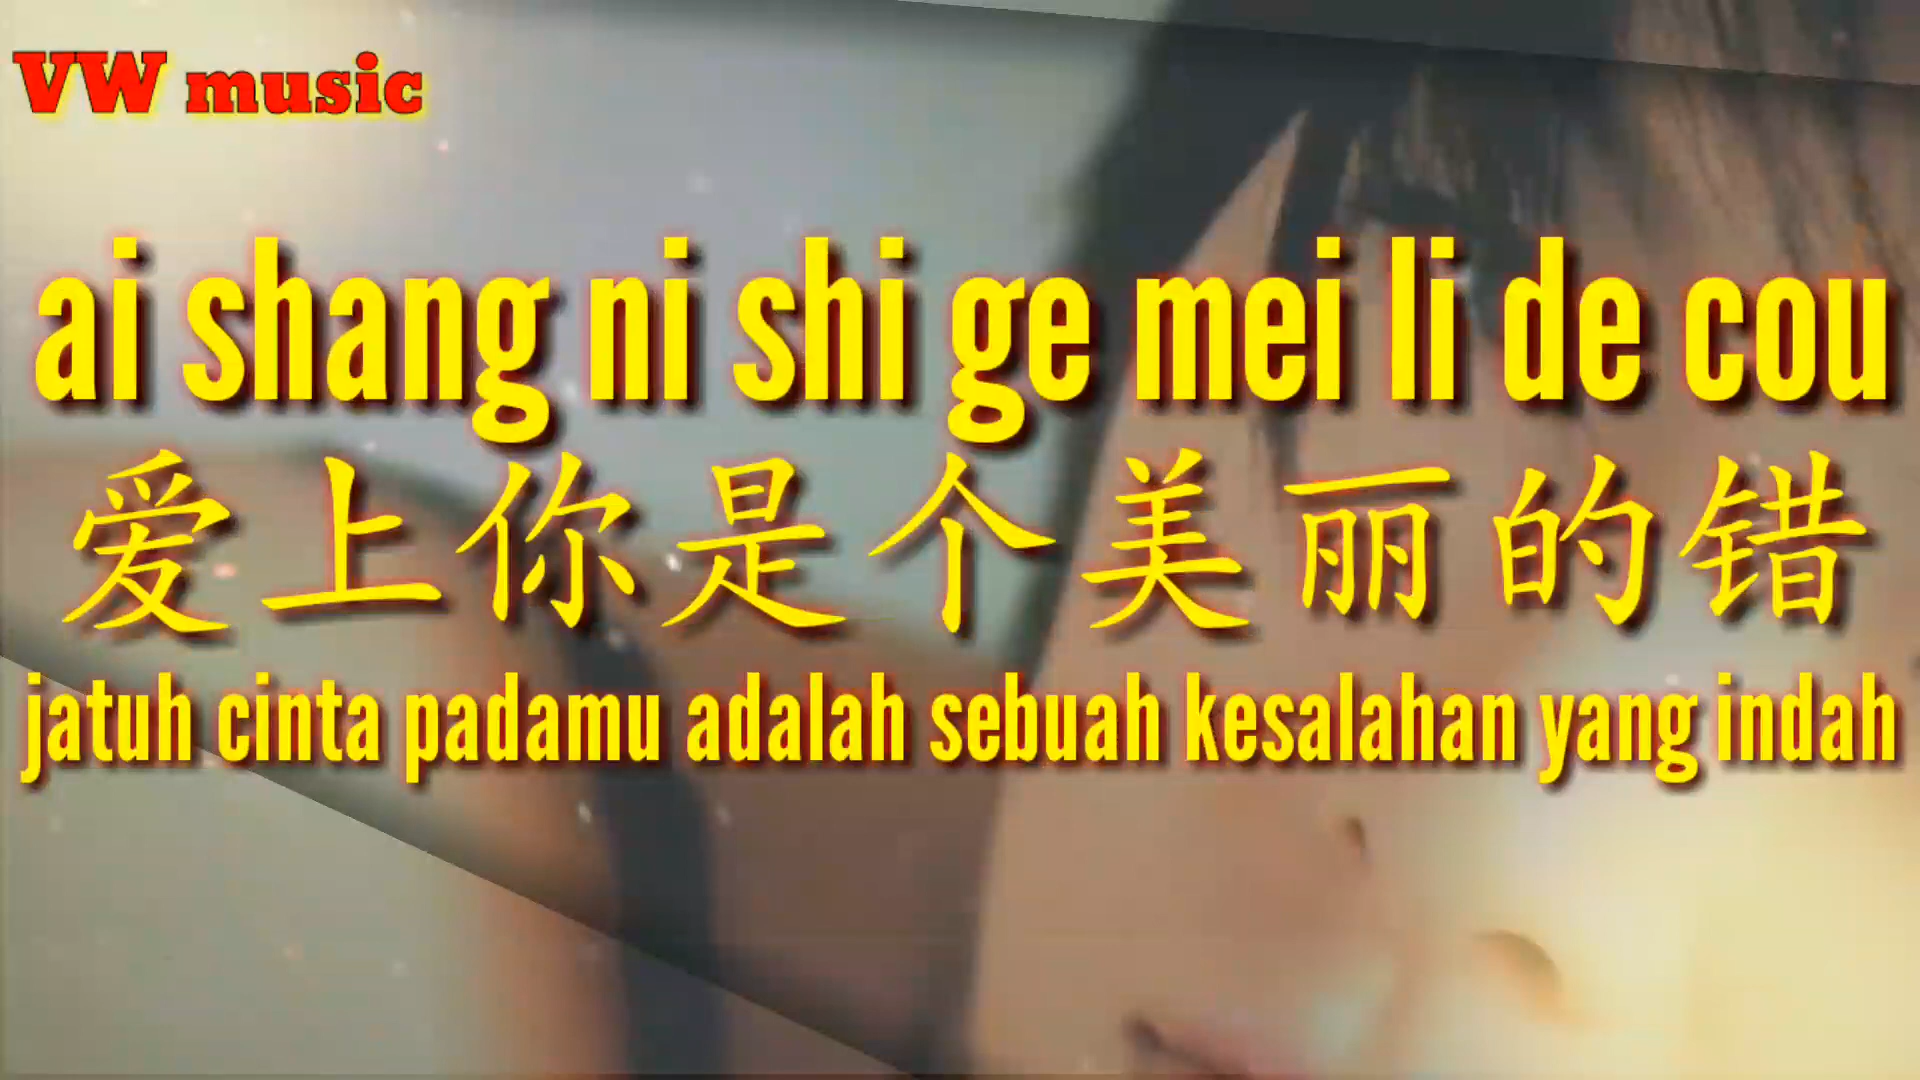 VW music
ai shang ni shi ge mei li de cou
爱上你是个美丽的错
jatuh cinta padamu adalah sebuah kesalahan yang indah